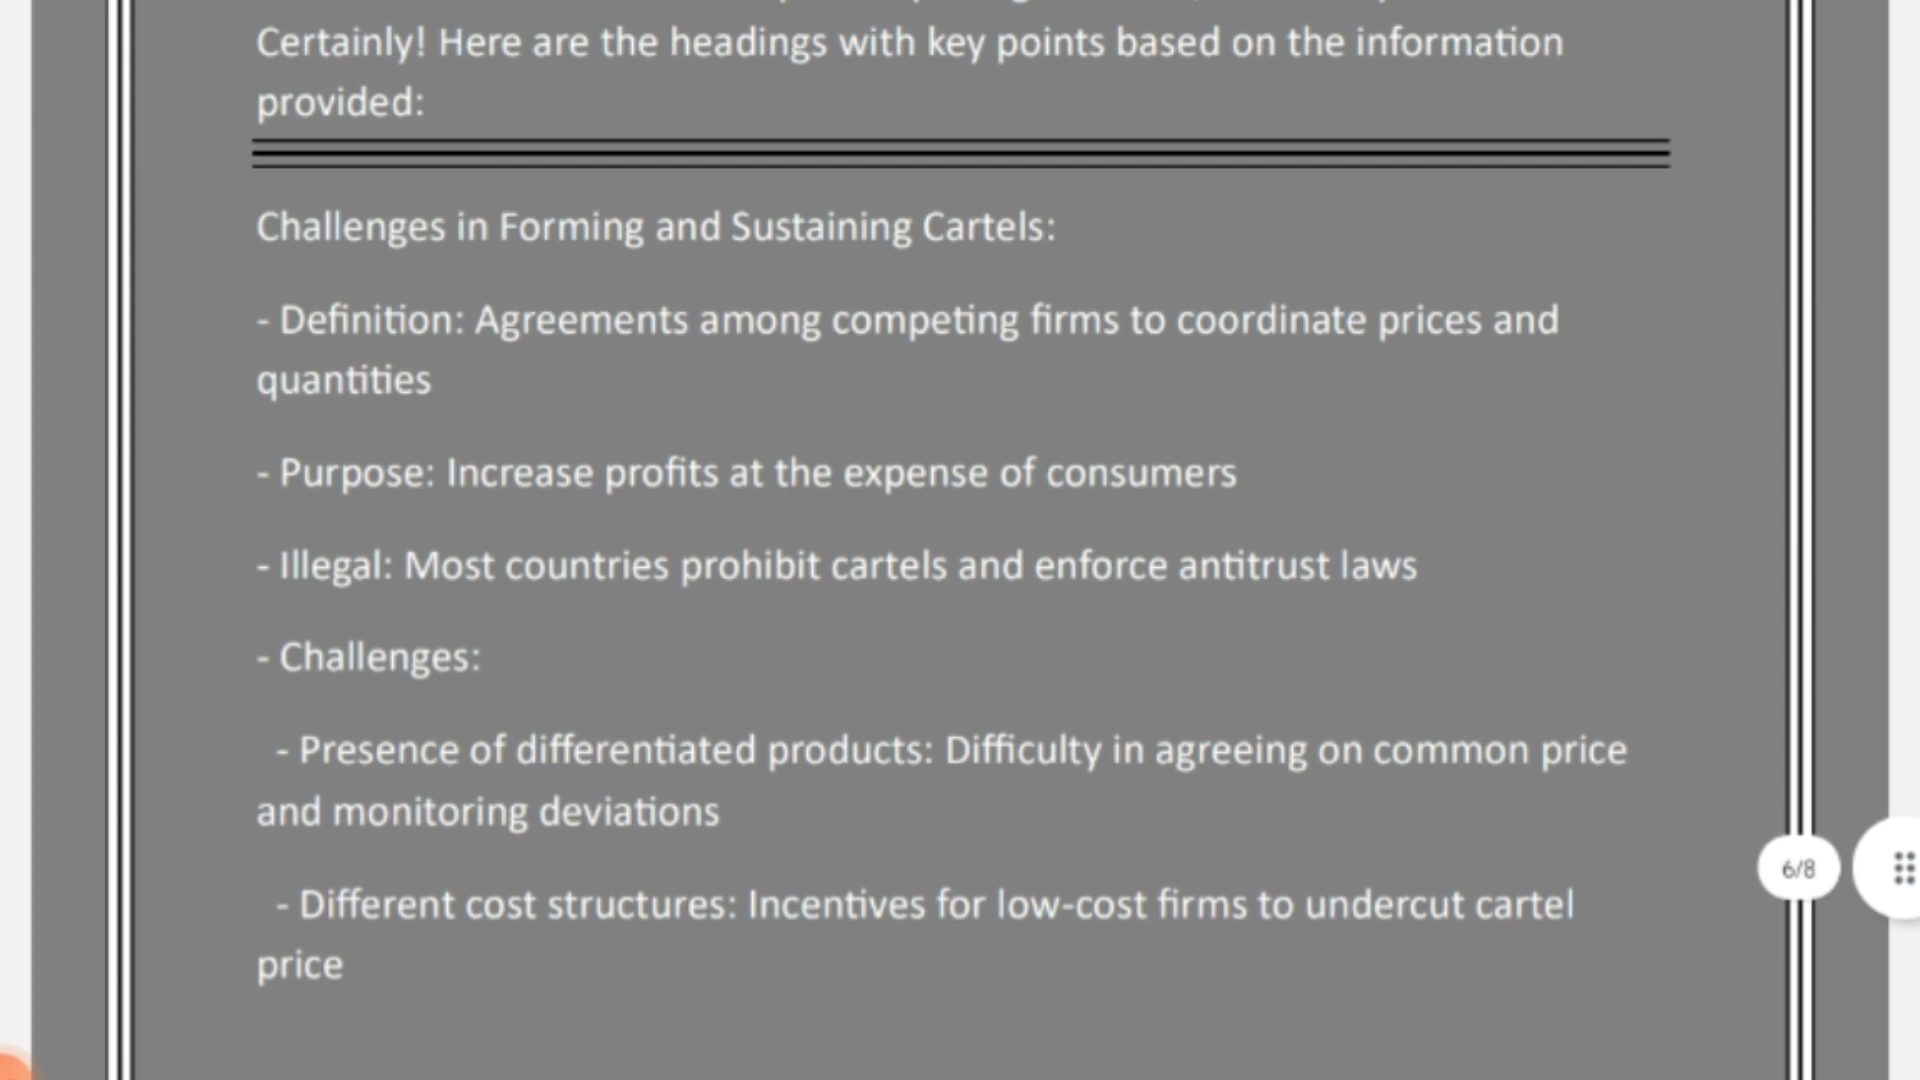 Certainly! Here are the headings with key points based on the information
provided:
Challenges in Forming and Sustaining Cartels:
- Definition: Agreements among competing firms to coordinate prices and
quantities
- Purpose: Increase profits at the expense of consumers
- Illegal: Most countries prohibit cartels and enforce antitrust laws
- Challenges:
- Presence of differentiated products: Difficulty in agreeing on common price
and monitoring deviations
- Different cost structures: Incentives for low-cost firms to undercut cartel
price
6/8